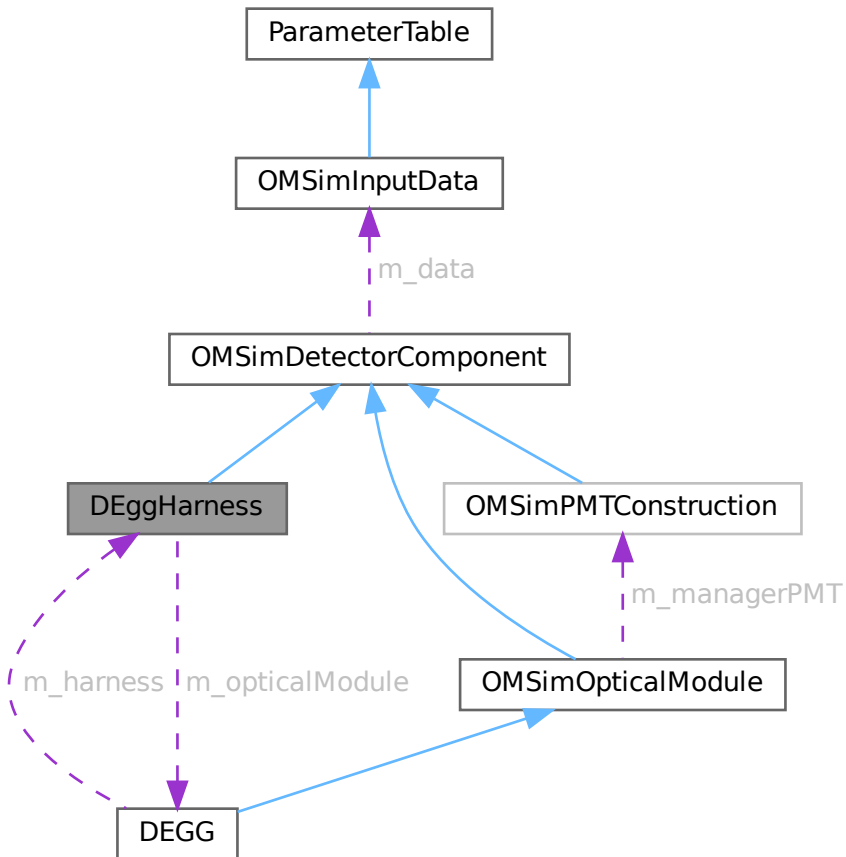 ParameterTable
OMSimInputData
m_data
OMSimDetectorComponent
DEggHarness
OMSimPMTConstruction
m_managerPMT
m_harness
m_opticalModule
OMSimOpticalModule
DEGG